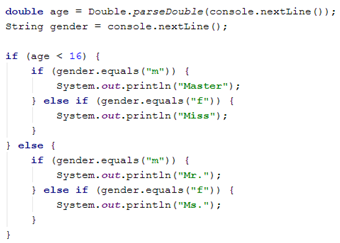 double age = Double.parseDouble(console.nextLine());
String gender = console.nextLine();

if (age < 16) {
    if (gender.equals("m")) {
        System.out.println("Master");
    } else if (gender.equals("f")) {
        System.out.println("Miss");
    }
} else {
    if (gender.equals("m")) {
        System.out.println("Mr.");
    } else if (gender.equals("f")) {
        System.out.println("Ms.");
    }
}